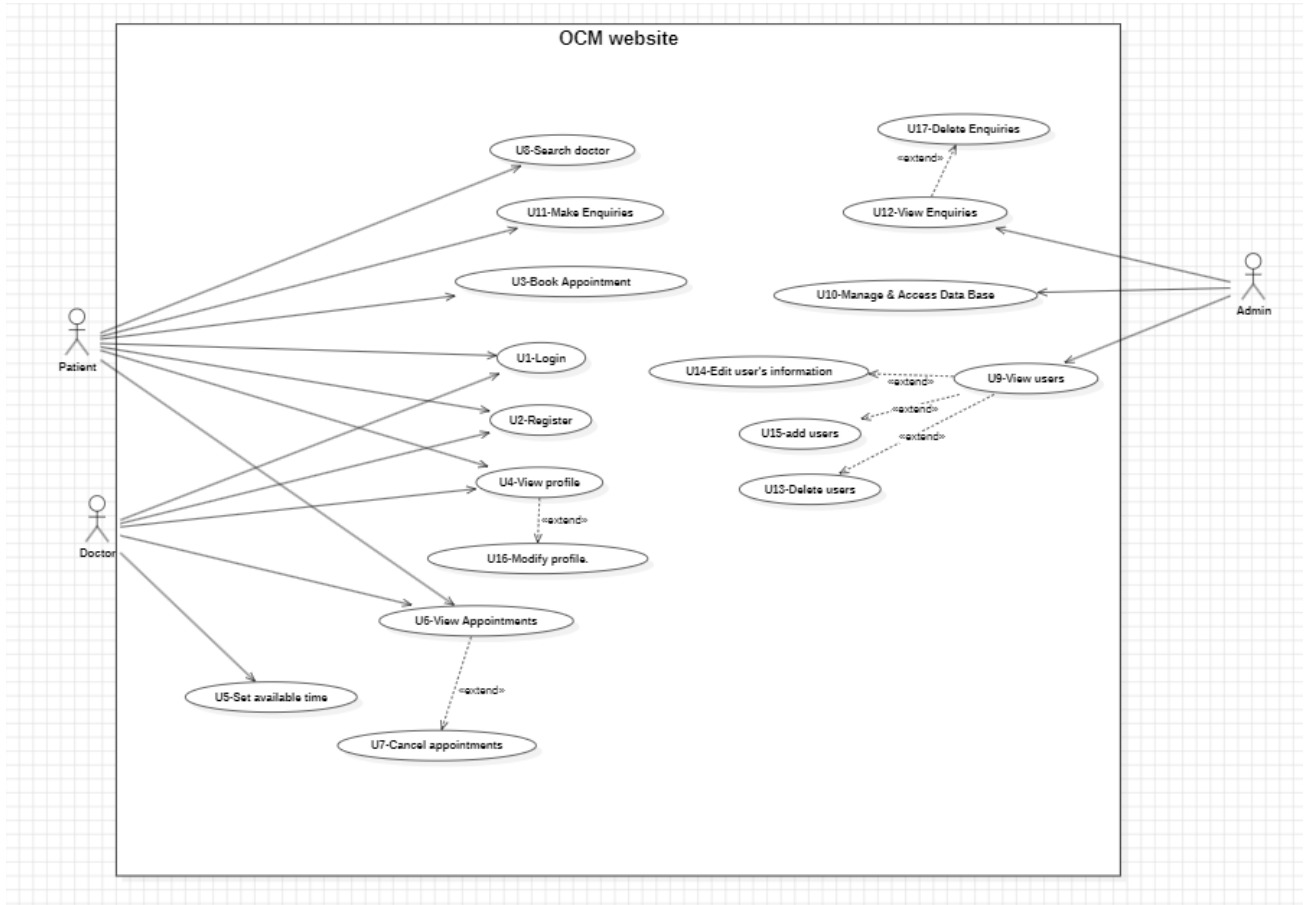 OCM website
U17-Delete Enquiries
«extend»
U8-Search doctor
U11-Make Enquiries
U12-View Enquiries
U3-Book Appointment
U10-Manage & Access Data Base
Admin
Patient
U1-Login
U14-Edit user's information
«extend»
U9-View users
«extend»
U2-Register
U15-add users
«extend»
U4-View profile
U13-Delete users
«extend»
Doctor
U16-Modify profile.
U6-View Appointments
«extend»
U5-Set available time
U7-Cancel appointments